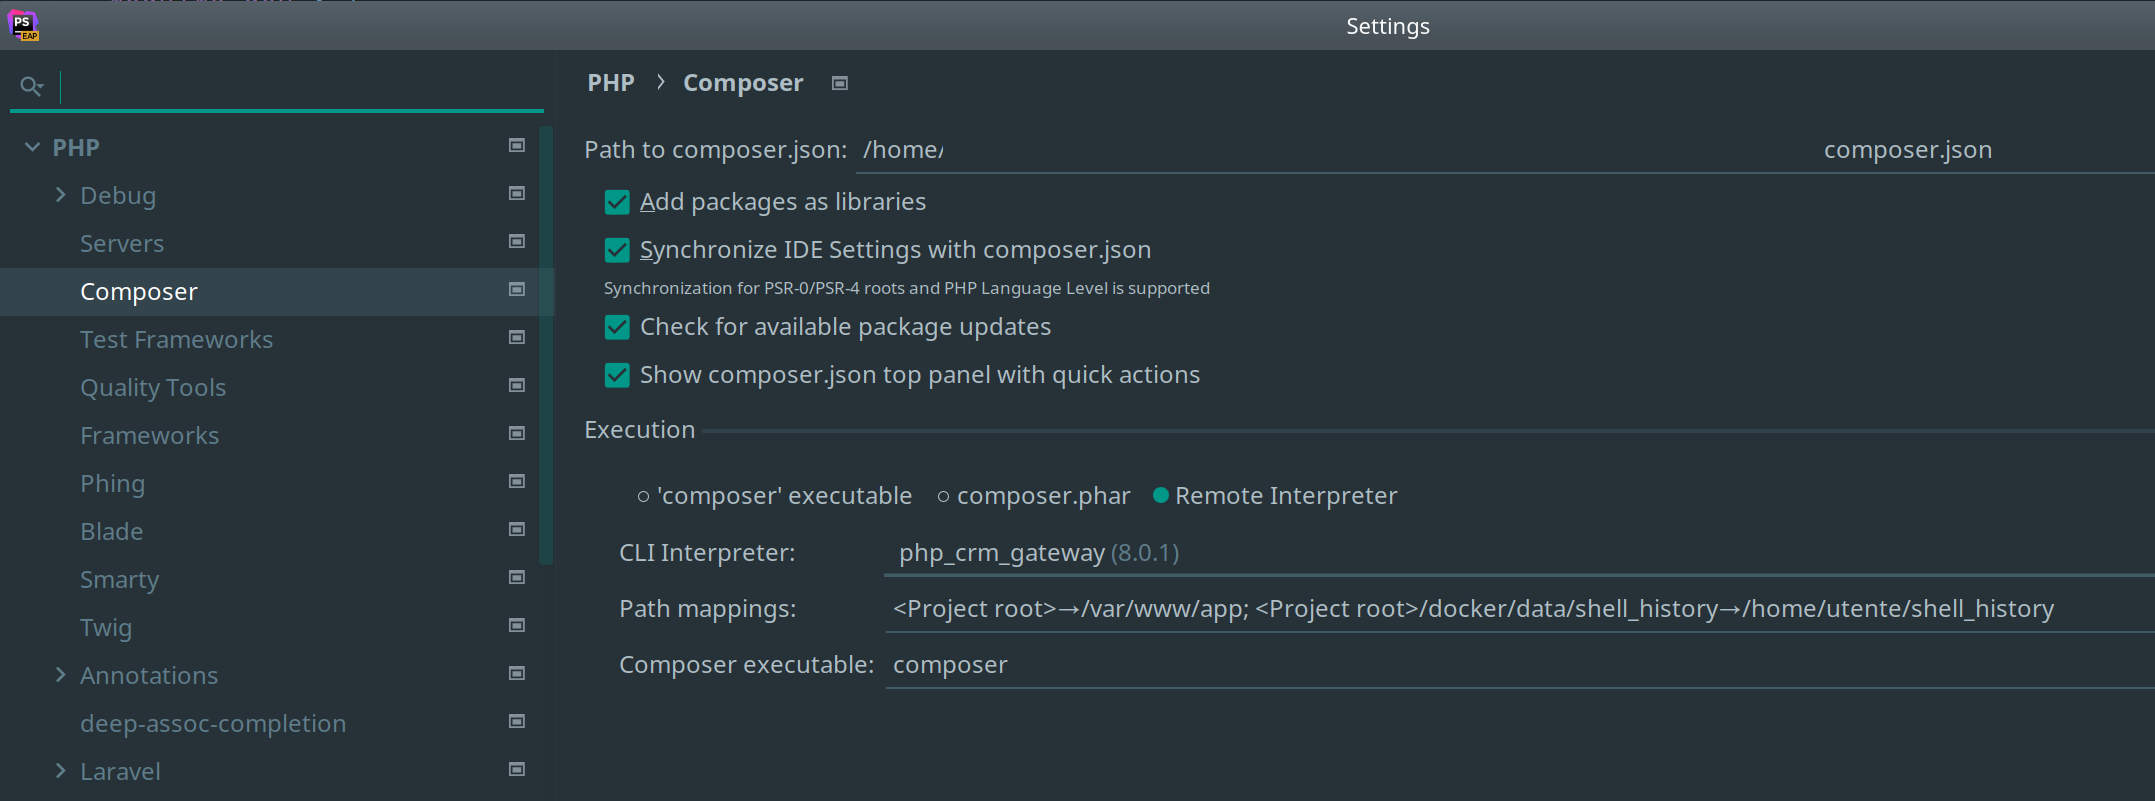 PS
EAP
Settings
PHP
Debug
Servers
Composer
Test Frameworks
Quality Tools
Frameworks
Phing
Blade
Smarty
Twig
Annotations
deep-assoc-completion
Laravel
PHP › Composer
Path to composer.json: /home/ composer.json
Add packages as libraries
Synchronize IDE Settings with composer.json
Synchronization for PSR-0/PSR-4 roots and PHP Language Level is supported
Check for available package updates
Show composer.json top panel with quick actions
Execution
'composer' executable composer.phar Remote Interpreter
CLI Interpreter: php_crm_gateway (8.0.1)
Path mappings: <Project root>→/var/www/app; <Project root>/docker/data/shell_history→/home/utente/shell_history
Composer executable: composer